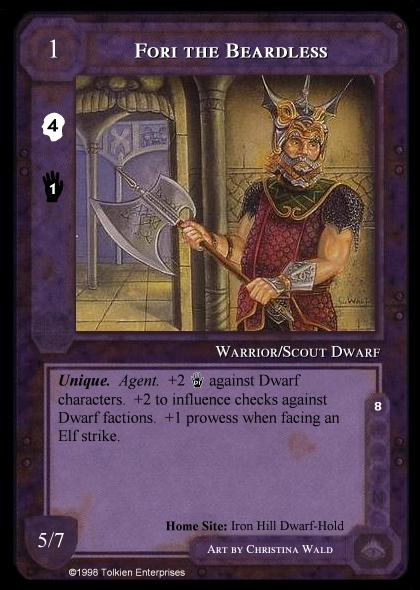 1
FORI THE BEARDLESS
4
1
C. WALD
WARRIOR/SCOUT DWARF
Unique. Agent. +2 against Dwarf
characters. +2 to influence checks against
Dwarf factions. +1 prowess when facing an
Elf strike.
8
Home Site: Iron Hill Dwarf-Hold
5/7
ART BY CHRISTINA WALD
©1998 Tolkien Enterprises